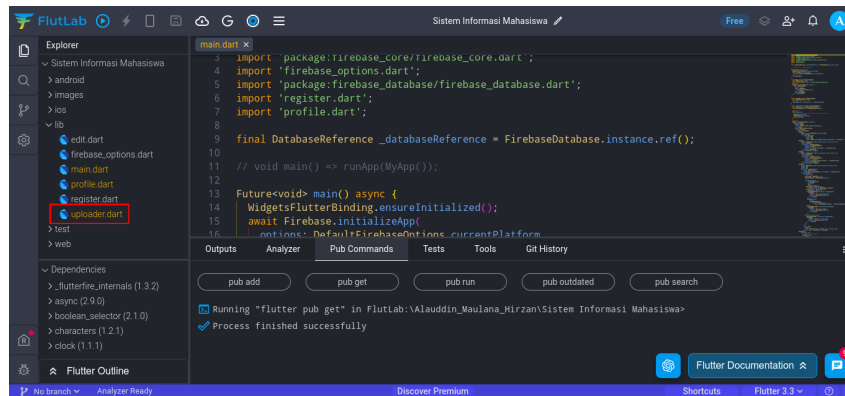 FlutLab
Sistem Informasi Mahasiswa
Free
A
Explorer
Sistem Informasi Mahasiswa
android
images
ios
lib
edit.dart
firebase_options.dart
main.dart
profile.dart
register.dart
uploader.dart
test
web
Dependencies
_flutterfire_internals (1.3.2)
async (2.9.0)
boolean_selector (2.1.0)
characters (1.2.1)
clock (1.1.1)
Flutter Outline
main.dart ×
3 import 'package:firebase_core/firebase_core.dart';
4 import 'firebase_options.dart';
5 import 'package:firebase_database/firebase_database.dart';
6 import 'register.dart';
7 import 'profile.dart';
8
9 final DatabaseReference _databaseReference = FirebaseDatabase.instance.ref();
10
11 // void main() => runApp(MyApp());
12
13 Future<void> main() async {
14 WidgetsFlutterBinding.ensureInitialized();
15 await Firebase.initializeApp(
16 options: DefaultFirebaseOptions.currentPlatform
Outputs Analyzer Pub Commands Tests Tools Git History
pub add pub get pub run pub outdated pub search
Running "flutter pub get" in FlutLab:\Alauddin_Maulana_Hirzan\Sistem Informasi Mahasiswa>
Process finished successfully
Flutter Documentation
No branch Analyzer Ready Discover Premium Shortcuts Flutter 3.3